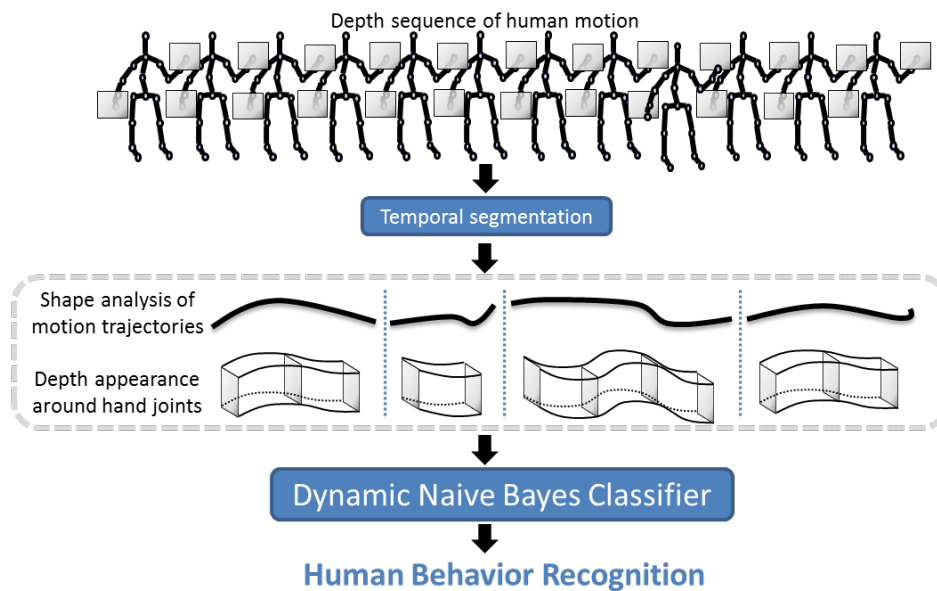 Depth sequence of human motion
Temporal segmentation
Shape analysis of
motion trajectories
Depth appearance
around hand joints
Dynamic Naive Bayes Classifier
Human Behavior Recognition